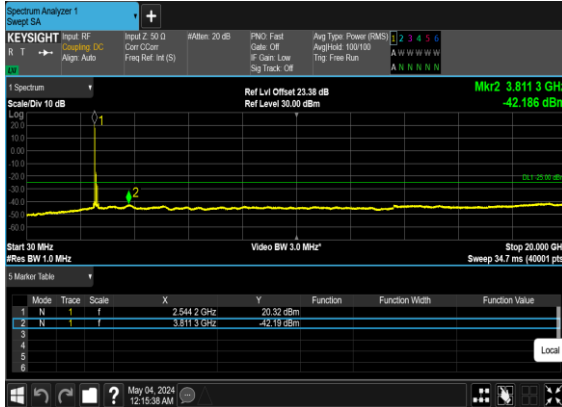 Spectrum Analyzer 1
Swept SA
+
KEYSIGHT Input: RF Input Z: 50 Ω #Atten: 20 dB PNO: Fast Avg Type: Power (RMS) 1 2 3 4 5 6
R T Coupling: DC Corr CCorr Gate: Off Avg|Hold: 100/100 A W W W W W
Align: Auto Freq Ref: Int (S) IF Gain: Low Trig: Free Run
Sig Track: Off A N N N N N
1 Spectrum Ref Lvl Offset 23.38 dB Mkr2 3.811 3 GHz
Scale/Div 10 dB Ref Level 30.00 dBm -42.186 dBm
Log
20.0 1
10.0
0.00
-10.0
-20.0 DL1 -25.00 dBm
-30.0
-40.0 2
-50.0
-60.0
Start 30 MHz Video BW 3.0 MHz* Stop 20.000 GHz
#Res BW 1.0 MHz Sweep 34.7 ms (40001 pts)
5 Marker Table
Mode Trace Scale X Y Function Function Width Function Value
1 N 1 f 2.544 2 GHz 20.32 dBm
2 N 1 f 3.811 3 GHz -42.19 dBm
3
4
5
6
Local
? May 04, 2024
12:15:38 AM